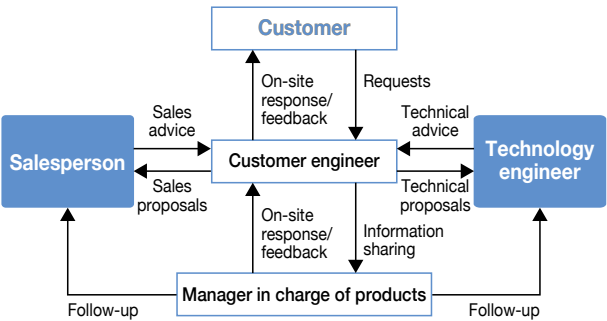 Customer
On-site
response/
feedback
Requests
Sales
advice
Technical
advice
Salesperson
Customer engineer
Technology
engineer
Sales
proposals
Technical
proposals
On-site
response/
feedback
Information
sharing
Manager in charge of products
Follow-up
Follow-up